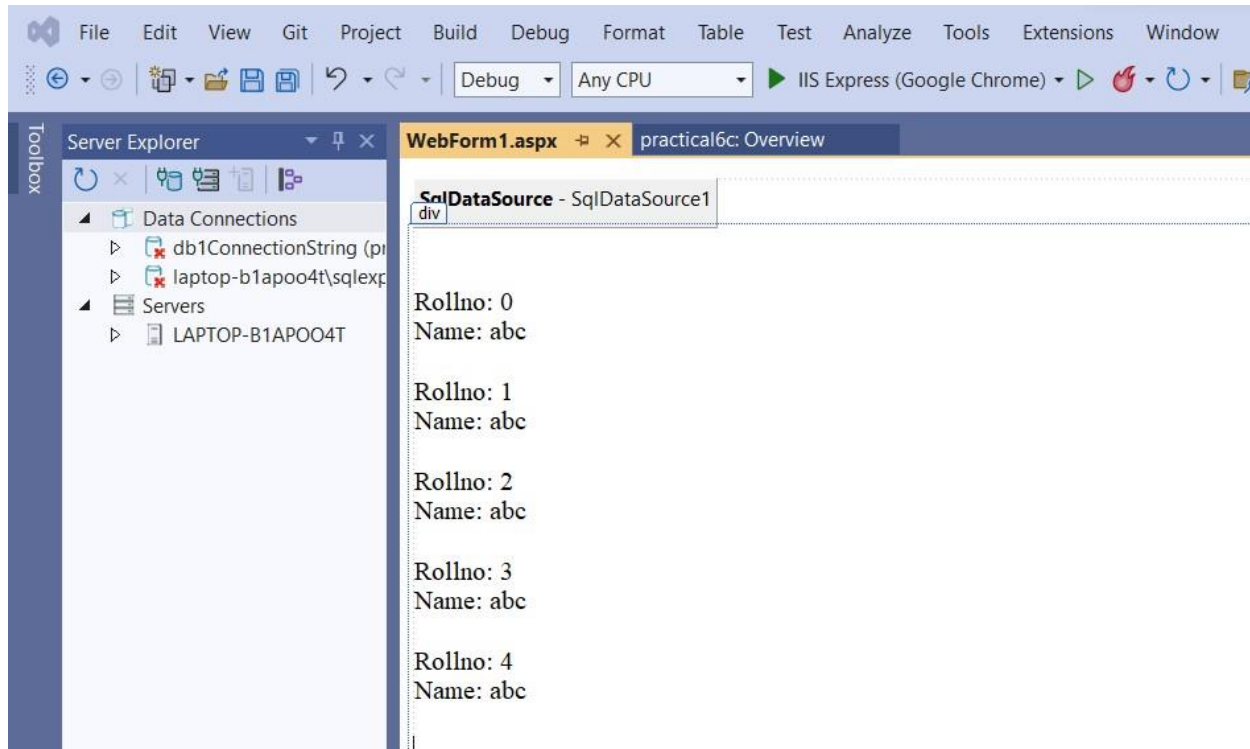 File Edit View Git Project Build Debug Format Table Test Analyze Tools Extensions Window
Debug Any CPU IIS Express (Google Chrome)
Toolbox
Server Explorer
WebForm1.aspx practical6c: Overview
Data Connections
db1ConnectionString (pr
laptop-b1apoo4t\sqlexp
Servers
LAPTOP-B1APOO4T
SqlDataSource - SqlDataSource1
div
Rollno: 0
Name: abc
Rollno: 1
Name: abc
Rollno: 2
Name: abc
Rollno: 3
Name: abc
Rollno: 4
Name: abc